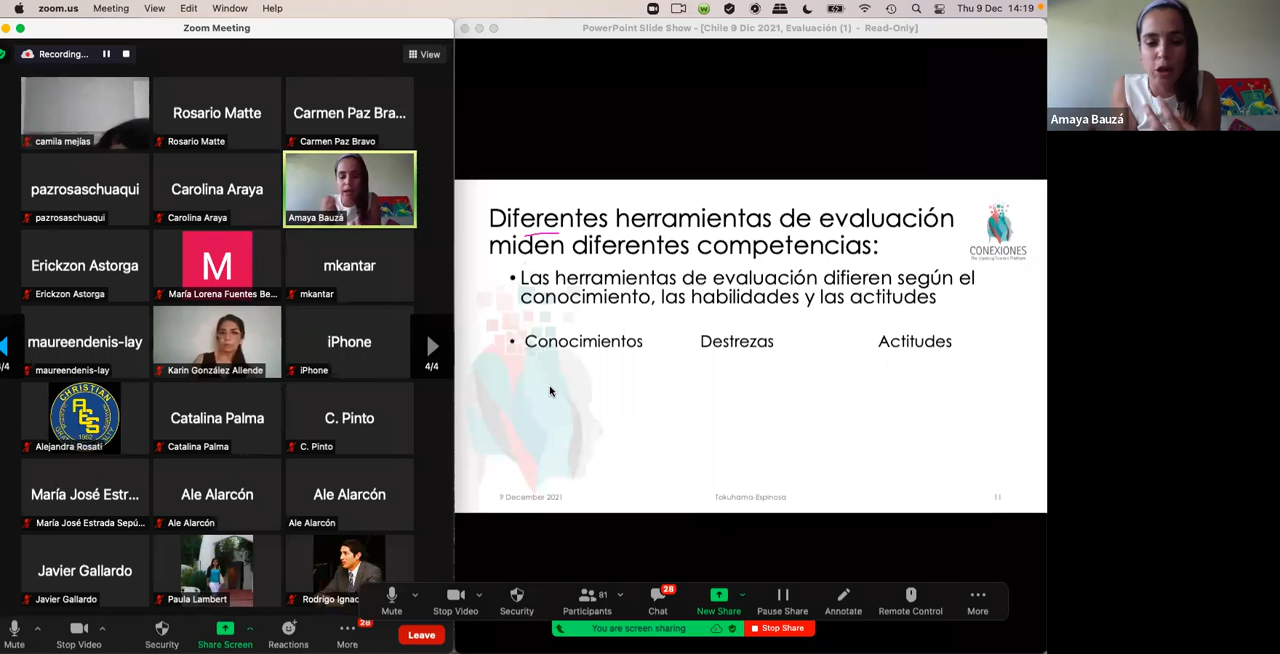 zoom.us Meeting View Edit Window Help
Thu 9 Dec 14:19
Zoom Meeting
Recording...
View
camila mejías
Rosario Matte
Rosario Matte
Carmen Paz Bra...
Carmen Paz Bravo
pazrosaschuaqui
pazrosaschuaqui
Carolina Araya
Carolina Araya
Amaya Bauzá
Erickzon Astorga
Erickzon Astorga
M
María Lorena Fuentes Be...
mkantar
mkantar
maureendenis-lay
maureendenis-lay
Karin González Allende
iPhone
iPhone
4/4
4/4
CHRISTIAN
AES
1962
Alejandra Rosati
Catalina Palma
Catalina Palma
C. Pinto
C. Pinto
María José Estr...
María José Estrada Sepú...
Ale Alarcón
Ale Alarcón
Ale Alarcón
Ale Alarcón
Javier Gallardo
Javier Gallardo
Paula Lambert
Rodrigo Ignac
Mute
Stop Video
Security
Share Screen
Reactions
28
More
Leave
PowerPoint Slide Show - [Chile 9 Dic 2021, Evaluación (1) - Read-Only]
Diferentes herramientas de evaluación
miden diferentes competencias:
CONEXIONES
• Las herramientas de evaluación difieren según el
conocimiento, las habilidades y las actitudes
• Conocimientos Destrezas Actitudes
9 December 2021 Tokuhama-Espinosa 11
Mute
Stop Video
Security
81
Participants
28
Chat
New Share
Pause Share
Annotate
Remote Control
More
You are screen sharing
Stop Share
Amaya Bauzá